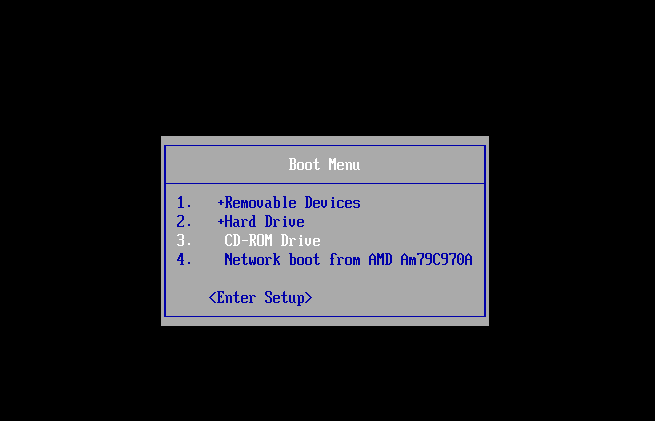 Boot Menu
1. +Removable Devices
2. +Hard Drive
3. CD-ROM Drive
4. Network boot from AMD Am79C970A
<Enter Setup>